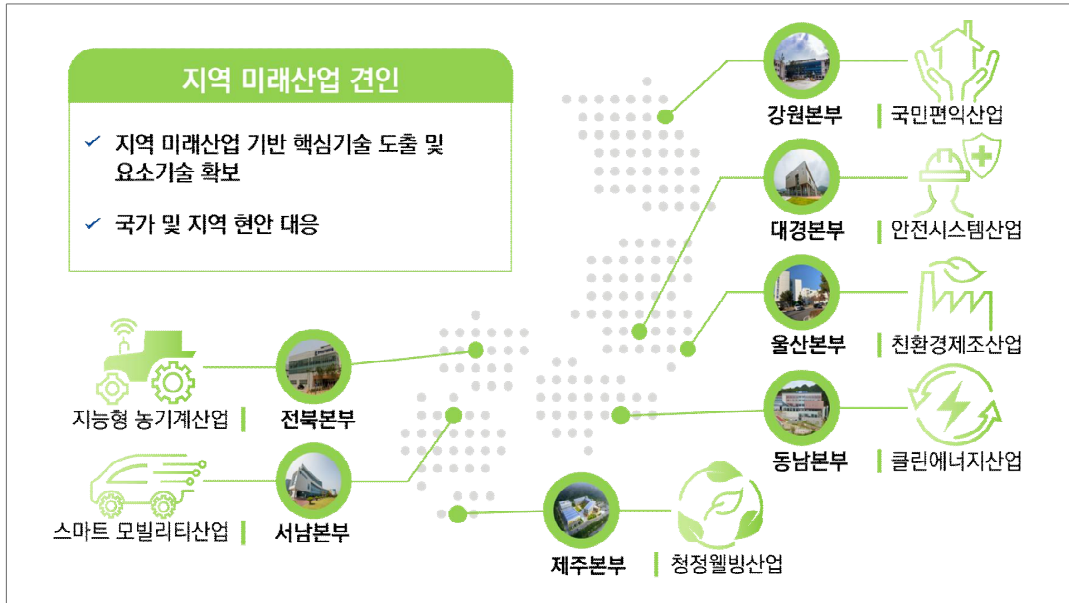 지역 미래산업 견인
지역 미래산업 기반 핵심기술 도출 및
요소기술 확보
국가 및 지역 현안 대응
강원본부 국민편익산업
대경본부 안전시스템산업
울산본부 친환경제조산업
지능형 농기계산업 전북본부
동남본부 클린에너지산업
스마트 모빌리티산업 서남본부
제주본부 청정웰빙산업